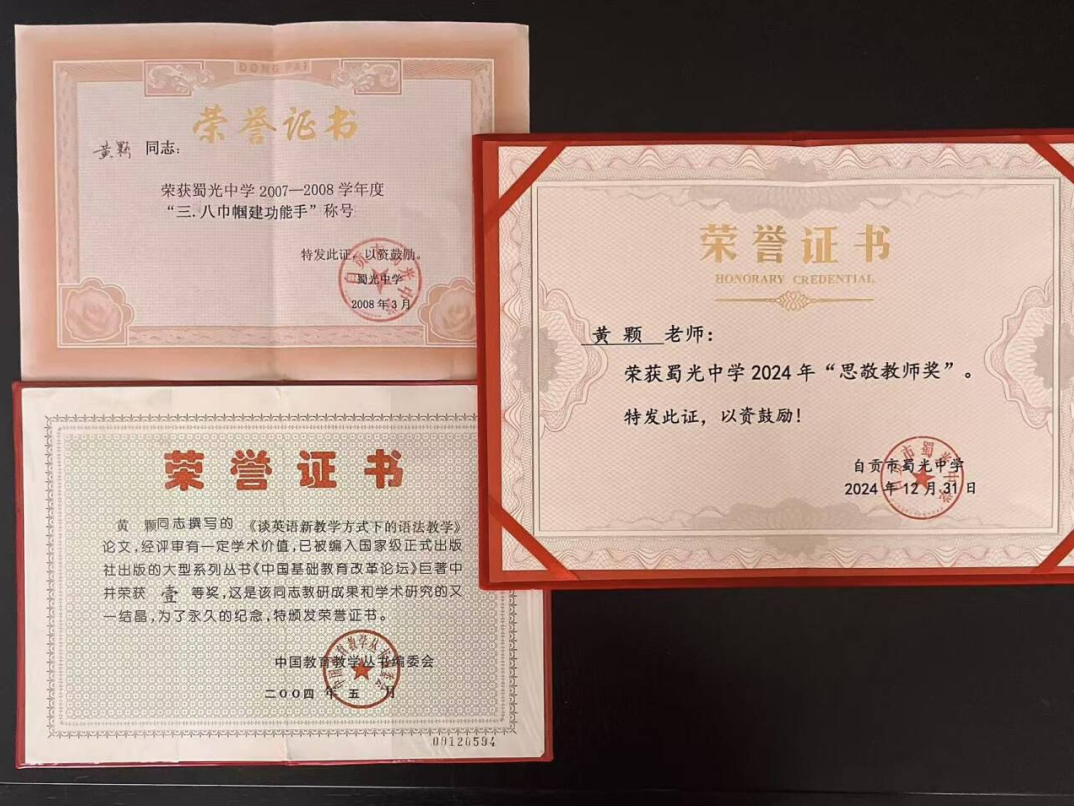 DONG PAI
荣誉证书
黄颗 同志：
荣获蜀光中学2007—2008学年度
“三.八巾帼建功能手”称号
特发此证，以资鼓励。
蜀光中学
2008年3月
荣誉证书
HONORARY CREDENTIAL
黄 颗 老师：
荣获蜀光中学2024年“思敬教师奖”。
特发此证，以资鼓励！
自贡市蜀光中学
2024年12月31日
荣誉证书
黄 颗同志撰写的《谈英语新教学方式下的语法教学》
论文，经评审有一定学术价值，已被编入国家级正式出版
社出版的大型系列丛书《中国基础教育改革论坛》巨著中
并荣获 壹 等奖，这是该同志教研成果和学术研究的又
一结晶，为了永久的纪念，特颁发荣誉证书。
中国教育教学丛书编委会
二〇〇四年五月
09120594